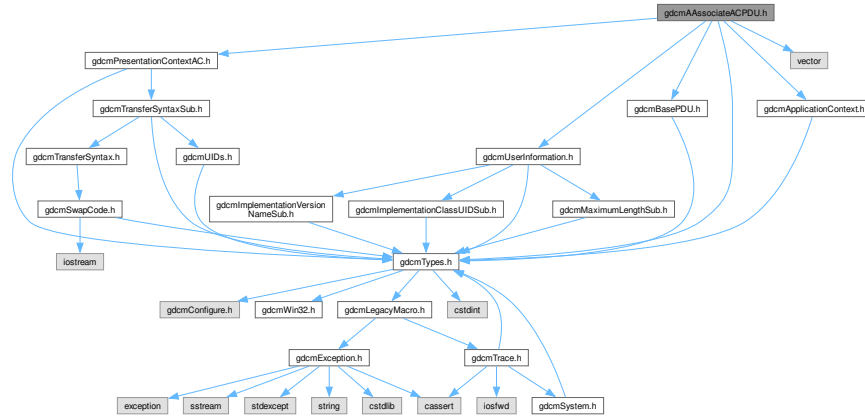 gdcmAAssociateACPDU.h
gdcmPresentationContextAC.h
vector
gdcmTransferSyntaxSub.h
gdcmBasePDU.h
gdcmApplicationContext.h
gdcmTransferSyntax.h
gdcmUIDs.h
gdcmUserInformation.h
gdcmSwapCode.h
gdcmImplementationVersion
NameSub.h
gdcmImplementationClassUIDSub.h
gdcmMaximumLengthSub.h
iostream
gdcmTypes.h
gdcmConfigure.h
gdcmWin32.h
gdcmLegacyMacro.h
cstdint
gdcmException.h
gdcmTrace.h
exception
sstream
stdexcept
string
cstdlib
cassert
iosfwd
gdcmSystem.h